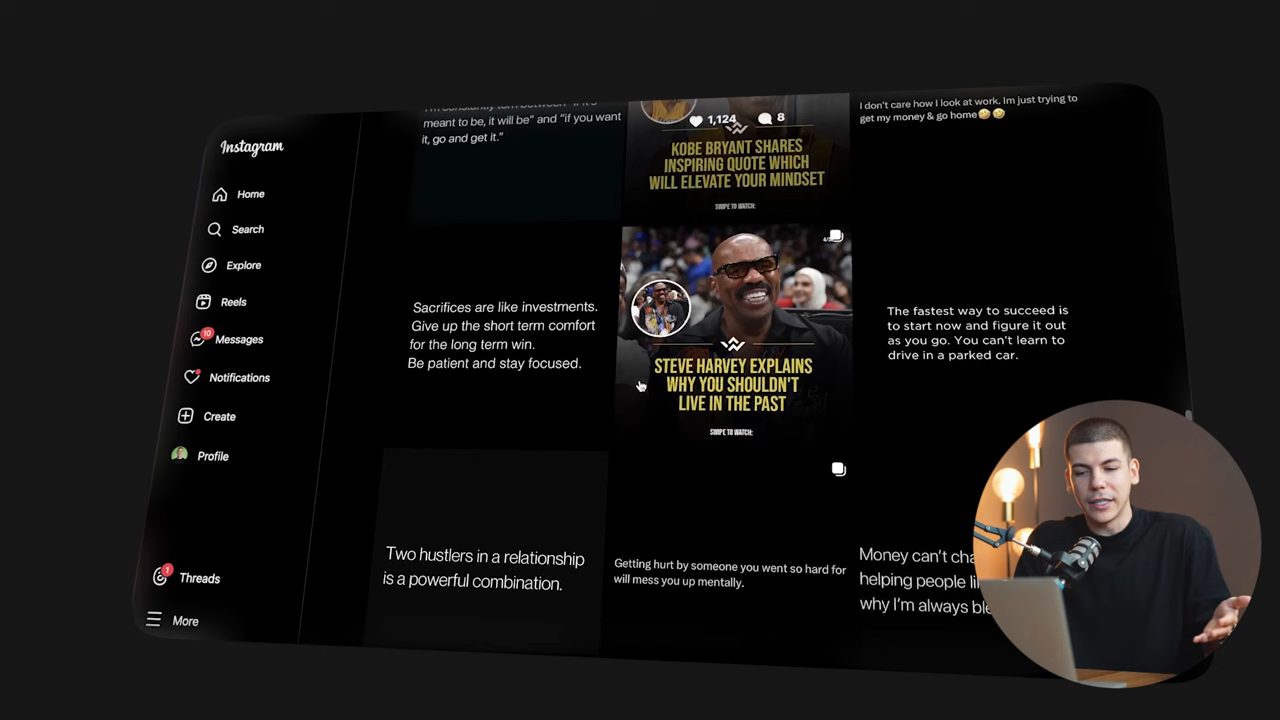 Instagram
Home
Search
Explore
Reels
10
Messages
Notifications
Create
Profile
1
Threads
More
I'm constantly torn between "if it's
meant to be, it will be" and "if you want
it, go and get it."
1,124
8
KOBE BRYANT SHARES
INSPIRING QUOTE WHICH
WILL ELEVATE YOUR MINDSET
SWIPE TO WATCH:
I don't care how I look at work. Im just trying to
get my money & go home🤣🤣
Sacrifices are like investments.
Give up the short term comfort
for the long term win.
Be patient and stay focused.
STEVE HARVEY EXPLAINS
WHY YOU SHOULDN'T
LIVE IN THE PAST
SWIPE TO WATCH:
The fastest way to succeed is
to start now and figure it out
as you go. You can't learn to
drive in a parked car.
Two hustlers in a relationship
is a powerful combination.
Getting hurt by someone you went so hard for
will mess you up mentally.
Money can't
helping people
why I'm always